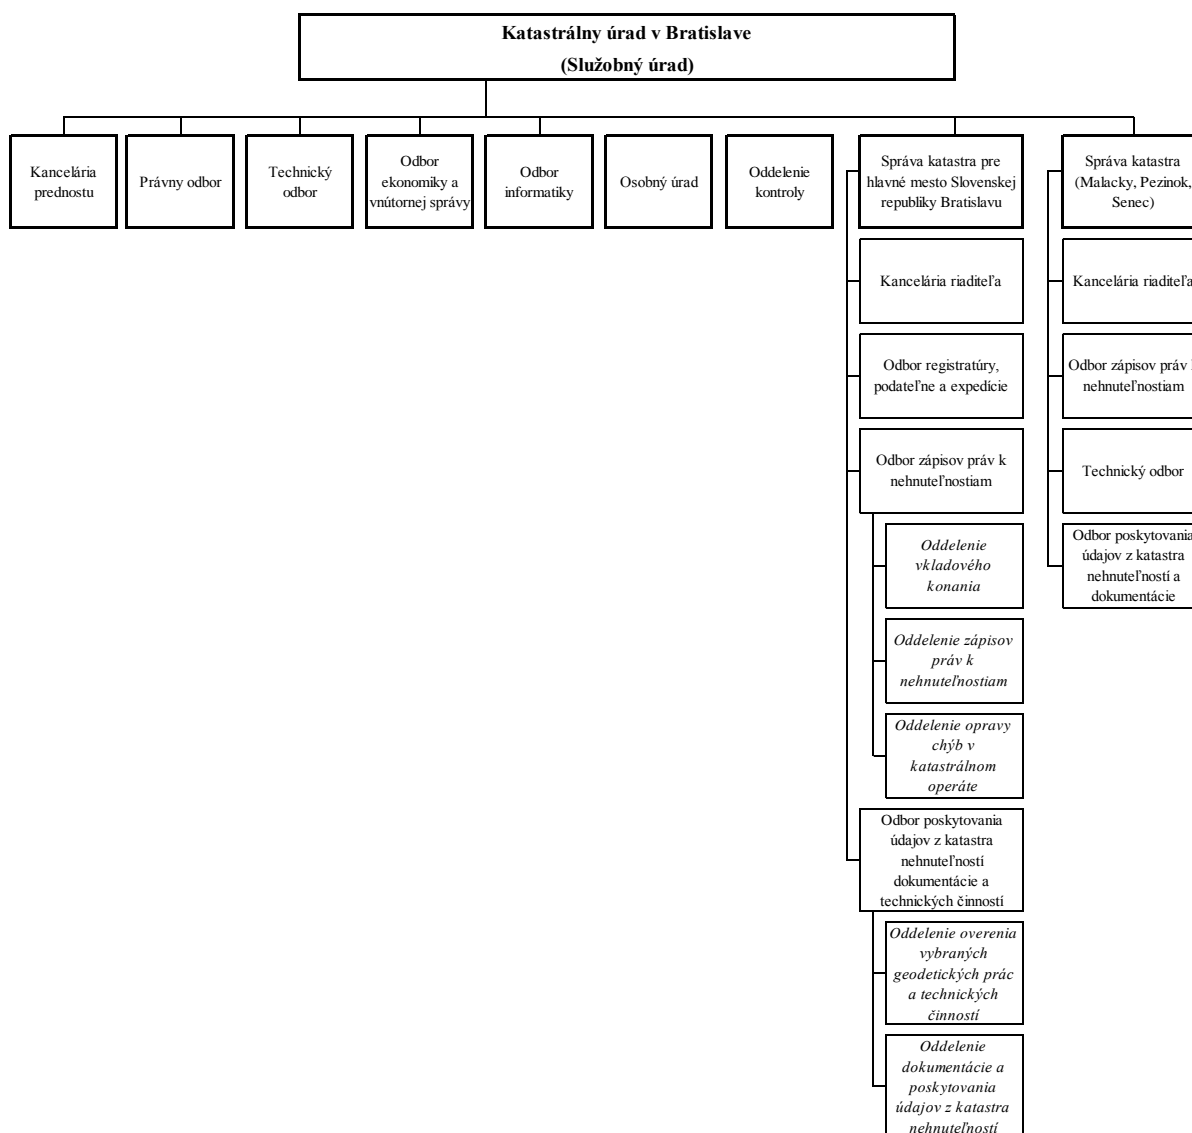 Katastrálny úrad v Bratislave
(Služobný úrad)
Kancelária
prednostu
Právny odbor
Technický
odbor
Odbor
ekonomiky a
vnútornej správy
Odbor
informatiky
Osobný úrad
Oddelenie
kontroly
Správa katastra pre
hlavné mesto Slovenskej
republiky Bratislavu
Kancelária riaditeľa
Odbor registratúry,
podateľne a expedície
Odbor zápisov práv k
nehnuteľnostiam
Oddelenie
vkladového
konania
Oddelenie zápisov
práv k
nehnuteľnostiam
Oddelenie opravy
chýb v
katastrálnom
operáte
Odbor poskytovania
údajov z katastra
nehnuteľností
dokumentácie a
technických činností
Oddelenie overenia
vybraných
geodetických prác
a technických
činností
Oddelenie
dokumentácie a
poskytovania
údajov z katastra
nehnuteľností
Správa katastra
(Malacky, Pezinok,
Senec)
Kancelária riaditeľa
Odbor zápisov práv
nehnuteľnostiam
Technický odbor
Odbor poskytovania
údajov z katastra
nehnuteľností a
dokumentácie